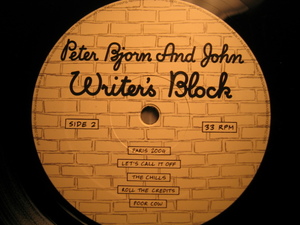 Peter Bjorn And John
Writer's Block
SIDE 2
33 RPM
PARIS 2004
LET'S CALL IT OFF
THE CHILLS
ROLL THE CREDITS
POOR COW